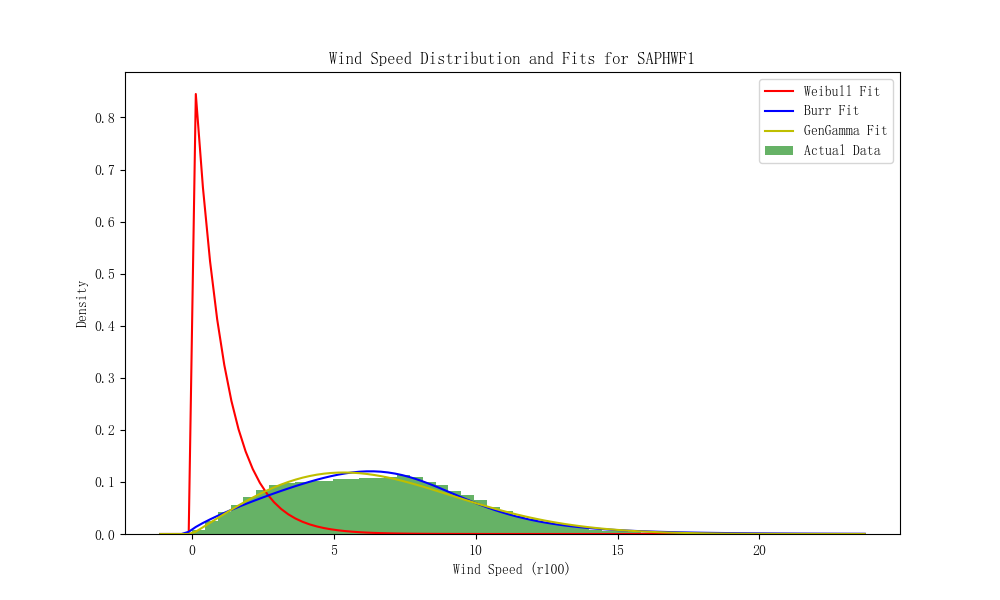 Wind Speed Distribution and Fits for SAPHWF1
Weibull Fit
Burr Fit
GenGamma Fit
Actual Data
Density
0.8
0.7
0.6
0.5
0.4
0.3
0.2
0.1
0.0
0
5
10
15
20
Wind Speed (r100)